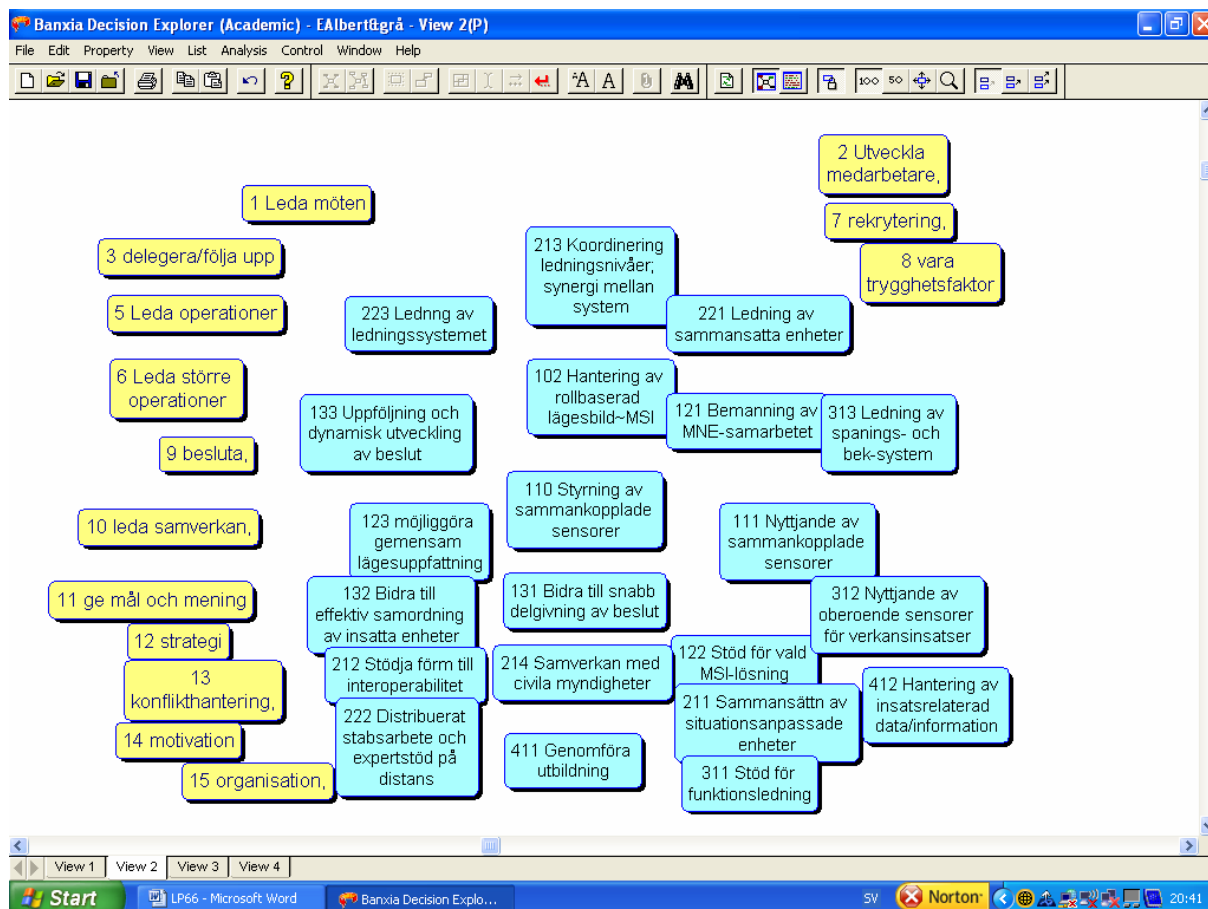 Banxia Decision Explorer (Academic) - EAlbert&tgrå - View 2(P)
File Edit Property View List Analysis Control Window Help
100 50
2 Utveckla
medarbetare,
1 Leda möten
7 rekrytering,
3 delegera/följa upp
213 Koordinering
ledningsnivåer;
synergi mellan
system
8 vara
trygghetsfaktor
5 Leda operationer
223 Lednng av
ledningssystemet
221 Ledning av
sammansatta enheter
6 Leda större
operationer
102 Hantering av
rollbaserad
lägesbild~MSI
133 Uppföljning och
dynamisk utveckling
av beslut
121 Bemanning av
MNE-samarbetet
313 Ledning av
spanings- och
bek-system
9 besluta,
110 Styrning av
sammankopplade
sensorer
10 leda samverkan,
123 möjliggöra
gemensam
lägesuppfattning
111 Nyttjande av
sammankopplade
sensorer
11 ge mål och mening
132 Bidra till
effektiv samordning
av insatta enheter
131 Bidra till snabb
delgivning av beslut
312 Nyttjande av
oberoende sensorer
för verkansinsatser
12 strategi
212 Stödja förm till
interoperabilitet
214 Samverkan med
civila myndigheter
122 Stöd för vald
MSI-lösning
13
konflikthantering,
412 Hantering av
insatsrelaterad
data/information
222 Distribuerat
stabsarbete och
expertstöd på
distans
211 Sammansättn av
situationsanpassade
enheter
14 motivation
411 Genomföra
utbildning
15 organisation,
311 Stöd för
funktionsledning
View 1 View 2 View 3 View 4
Start LP66 - Microsoft Word Banxia Decision Explo... SV Norton 20:41